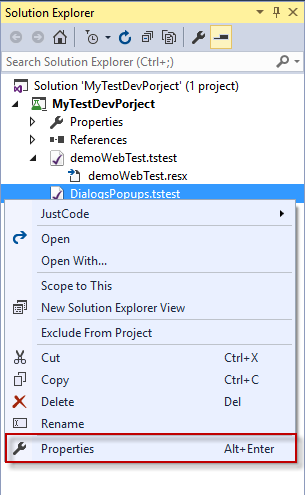 Solution Explorer
Search Solution Explorer (Ctrl+;)
Solution 'MyTestDevPorject' (1 project)
MyTestDevPorject
Properties
References
demoWebTest.tstest
demoWebTest.resx
DialogsPopups.tstest
JustCode
Open
Open With...
Scope to This
New Solution Explorer View
Exclude From Project
Cut Ctrl+X
Copy Ctrl+C
Delete Del
Rename
Properties Alt+Enter